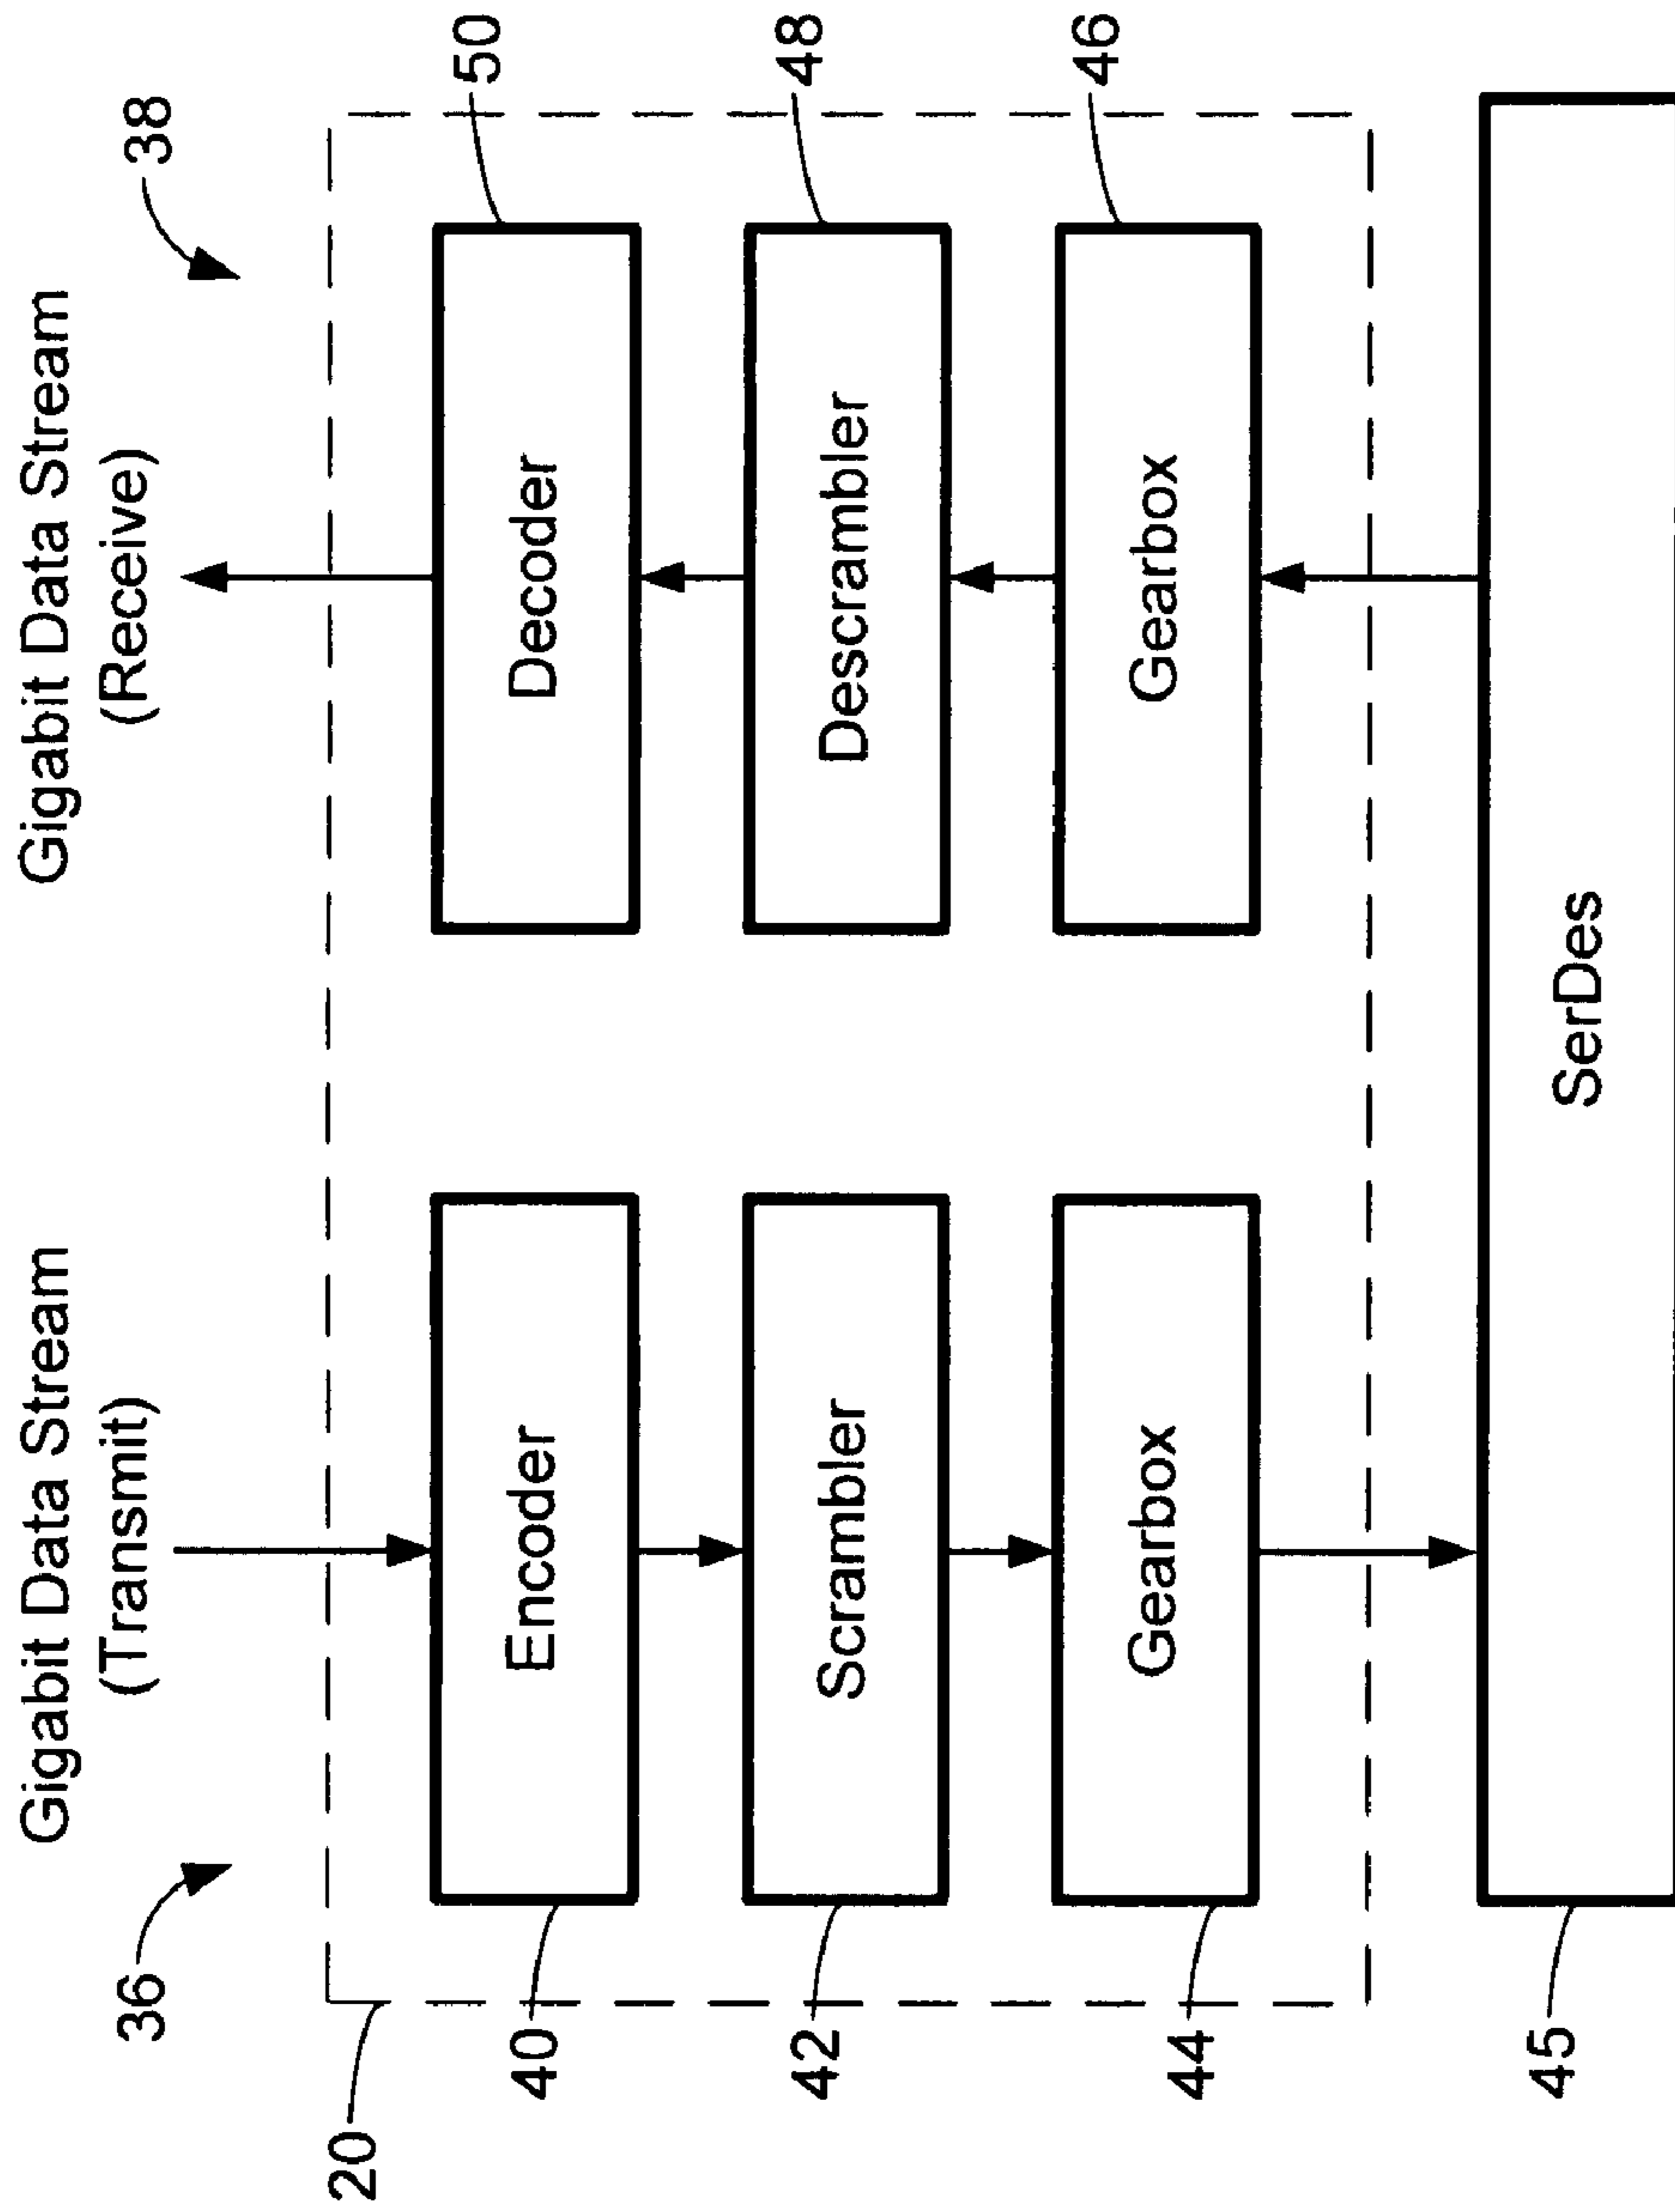 Gigabit Data Stream
(Transmit)
Gigabit Data Stream
(Receive)
36
38
20
40
Encoder
Decoder
50
42
Scrambler
Descrambler
48
44
Gearbox
Gearbox
46
45
SerDes